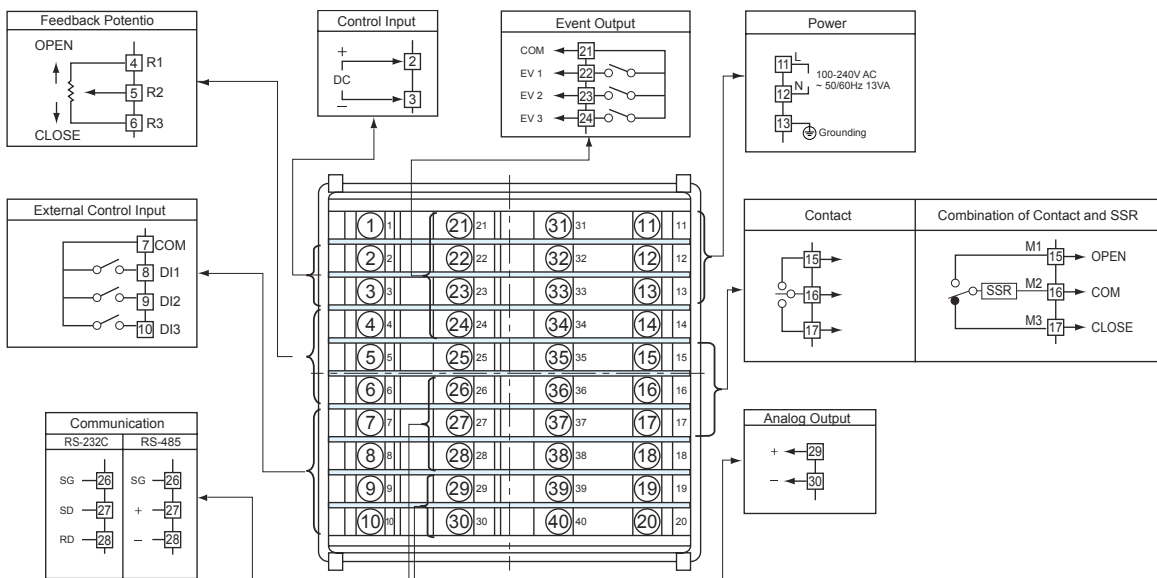 Feedback Potentio
OPEN
4 R1
5 R2
6 R3
CLOSE
Control Input
+
DC
−
2
3
Event Output
COM 21
EV 1 22
EV 2 23
EV 3 24
Power
11 L
100-240V AC
~ 50/60Hz 13VA
12 N
13 Grounding
External Control Input
7 COM
8 DI1
9 DI2
10 DI3
1 1 21 21 31 31 11 11
2 2 22 22 32 32 12 12
3 3 23 23 33 33 13 13
4 4 24 24 34 34 14 14
5 5 25 25 35 35 15 15
6 6 26 26 36 36 16 16
7 7 27 27 37 37 17 17
8 8 28 28 38 38 18 18
9 9 29 29 39 39 19 19
10 10 30 30 40 40 20 20
Contact
15
16
17
Combination of Contact and SSR
M1 15 OPEN
SSR M2 16 COM
M3 17 CLOSE
Communication
RS-232C RS-485
SG 26 SG 26
SD 27 + 27
RD 28 − 28
Analog Output
+ 29
− 30